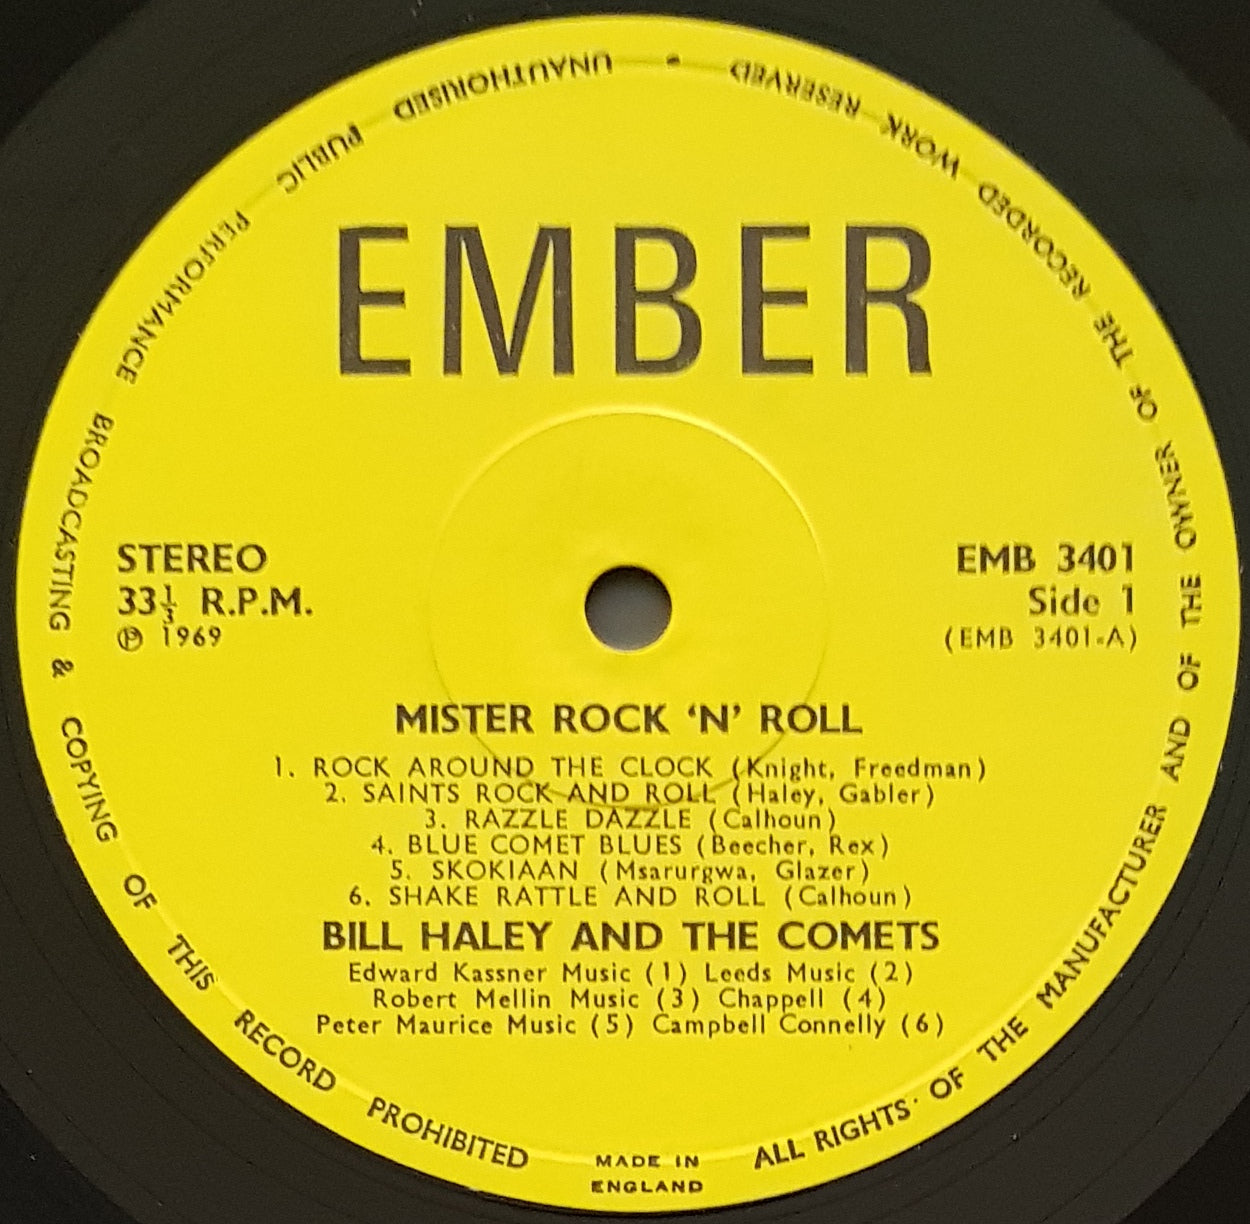 EMBER
STEREO
33⅓ R.P.M.
Ⓟ 1969
EMB 3401
Side 1
(EMB 3401-A)
MISTER ROCK ‘N’ ROLL
1. ROCK AROUND THE CLOCK (Knight, Freedman)
2. SAINTS ROCK AND ROLL (Haley, Gabler)
3. RAZZLE DAZZLE (Calhoun)
4. BLUE COMET BLUES (Beecher, Rex)
5. SKOKIAAN (Msarurgwa, Glazer)
6. SHAKE RATTLE AND ROLL (Calhoun)
BILL HALEY AND THE COMETS
Edward Kassner Music (1) Leeds Music (2)
Robert Mellin Music (3) Chappell (4)
Peter Maurice Music (5) Campbell Connelly (6)
ALL RIGHTS OF THE MANUFACTURER AND OF THE OWNER OF THE RECORDED WORK RESERVED • UNAUTHORISED PUBLIC PERFORMANCE BROADCASTING & COPYING OF THIS RECORD PROHIBITED
MADE IN
ENGLAND